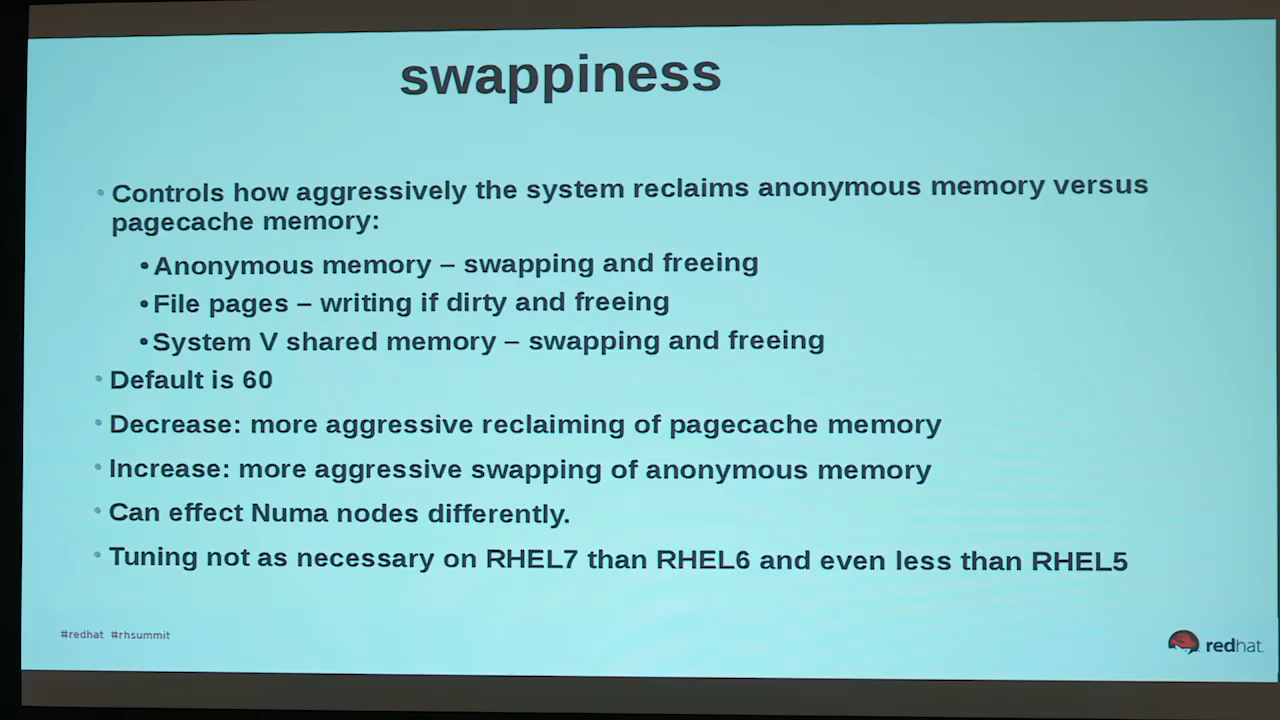 swappiness
• Controls how aggressively the system reclaims anonymous memory versus
pagecache memory:
• Anonymous memory – swapping and freeing
• File pages – writing if dirty and freeing
• System V shared memory – swapping and freeing
• Default is 60
• Decrease: more aggressive reclaiming of pagecache memory
• Increase: more aggressive swapping of anonymous memory
• Can effect Numa nodes differently.
• Tuning not as necessary on RHEL7 than RHEL6 and even less than RHEL5
#redhat #rhsummit
redhat.